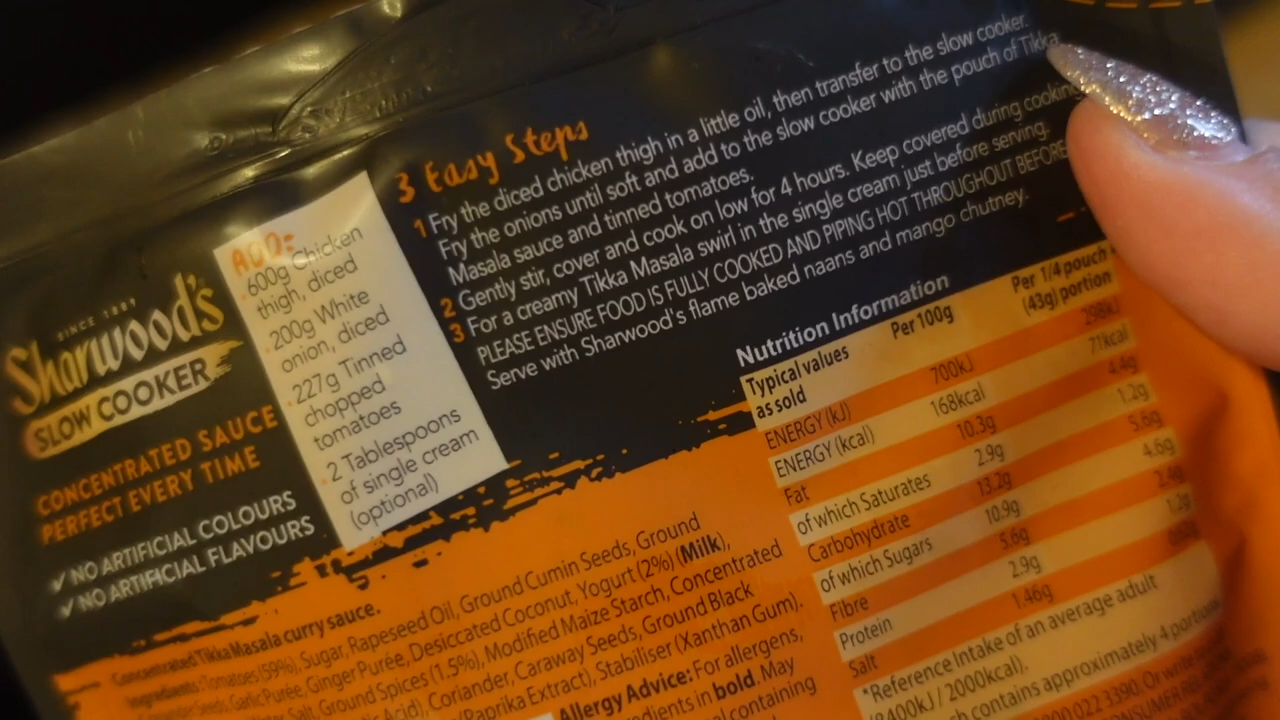 SINCE 1889
Sharwood's
SLOW COOKER
CONCENTRATED SAUCE
PERFECT EVERY TIME
✓ NO ARTIFICIAL COLOURS
✓ NO ARTIFICIAL FLAVOURS
ADD:
· 600g Chicken
thigh, diced
· 200g White
onion, diced
· 227g Tinned
chopped
tomatoes
· 2 Tablespoons
of single cream
(optional)
3 Easy Steps
1 Fry the diced chicken thigh in a little oil, then transfer to the slow cooker.
Fry the onions until soft and add to the slow cooker with the pouch of Tikka
Masala sauce and tinned tomatoes.
2 Gently stir, cover and cook on low for 4 hours. Keep covered during cooking
3 For a creamy Tikka Masala swirl in the single cream just before serving.
PLEASE ENSURE FOOD IS FULLY COOKED AND PIPING HOT THROUGHOUT BEFORE
Serve with Sharwood's flame baked naans and mango chutney.
Nutrition Information
Typical values as sold Per 100g Per 1/4 pouch (43g) portion
ENERGY (kJ) 700kJ 298kJ
ENERGY (kcal) 168kcal 71kcal
Fat 10.3g 4.4g
of which Saturates 2.9g 1.2g
Carbohydrate 13.2g 5.6g
of which Sugars 10.9g 4.6g
Fibre 5.6g 2.4g
Protein 2.9g 1.2g
Salt 1.46g
*Reference Intake of an average adult
(8400kJ / 2000kcal).
contains approximately 4 portions
Concentrated Tikka Masala curry sauce.
Ingredients: Tomatoes (59%), Sugar, Rapeseed Oil, Ground Cumin Seeds, Ground
Seeds, Garlic Purée, Ginger Purée, Desiccated Coconut, Yogurt (2%) (Milk),
Salt, Ground Spices (1.5%), Modified Maize Starch, Concentrated
Acid), Coriander, Caraway Seeds, Ground Black
(Paprika Extract), Stabiliser (Xanthan Gum).
Allergy Advice: For allergens,
in bold. May
containing
022 3390. Or write